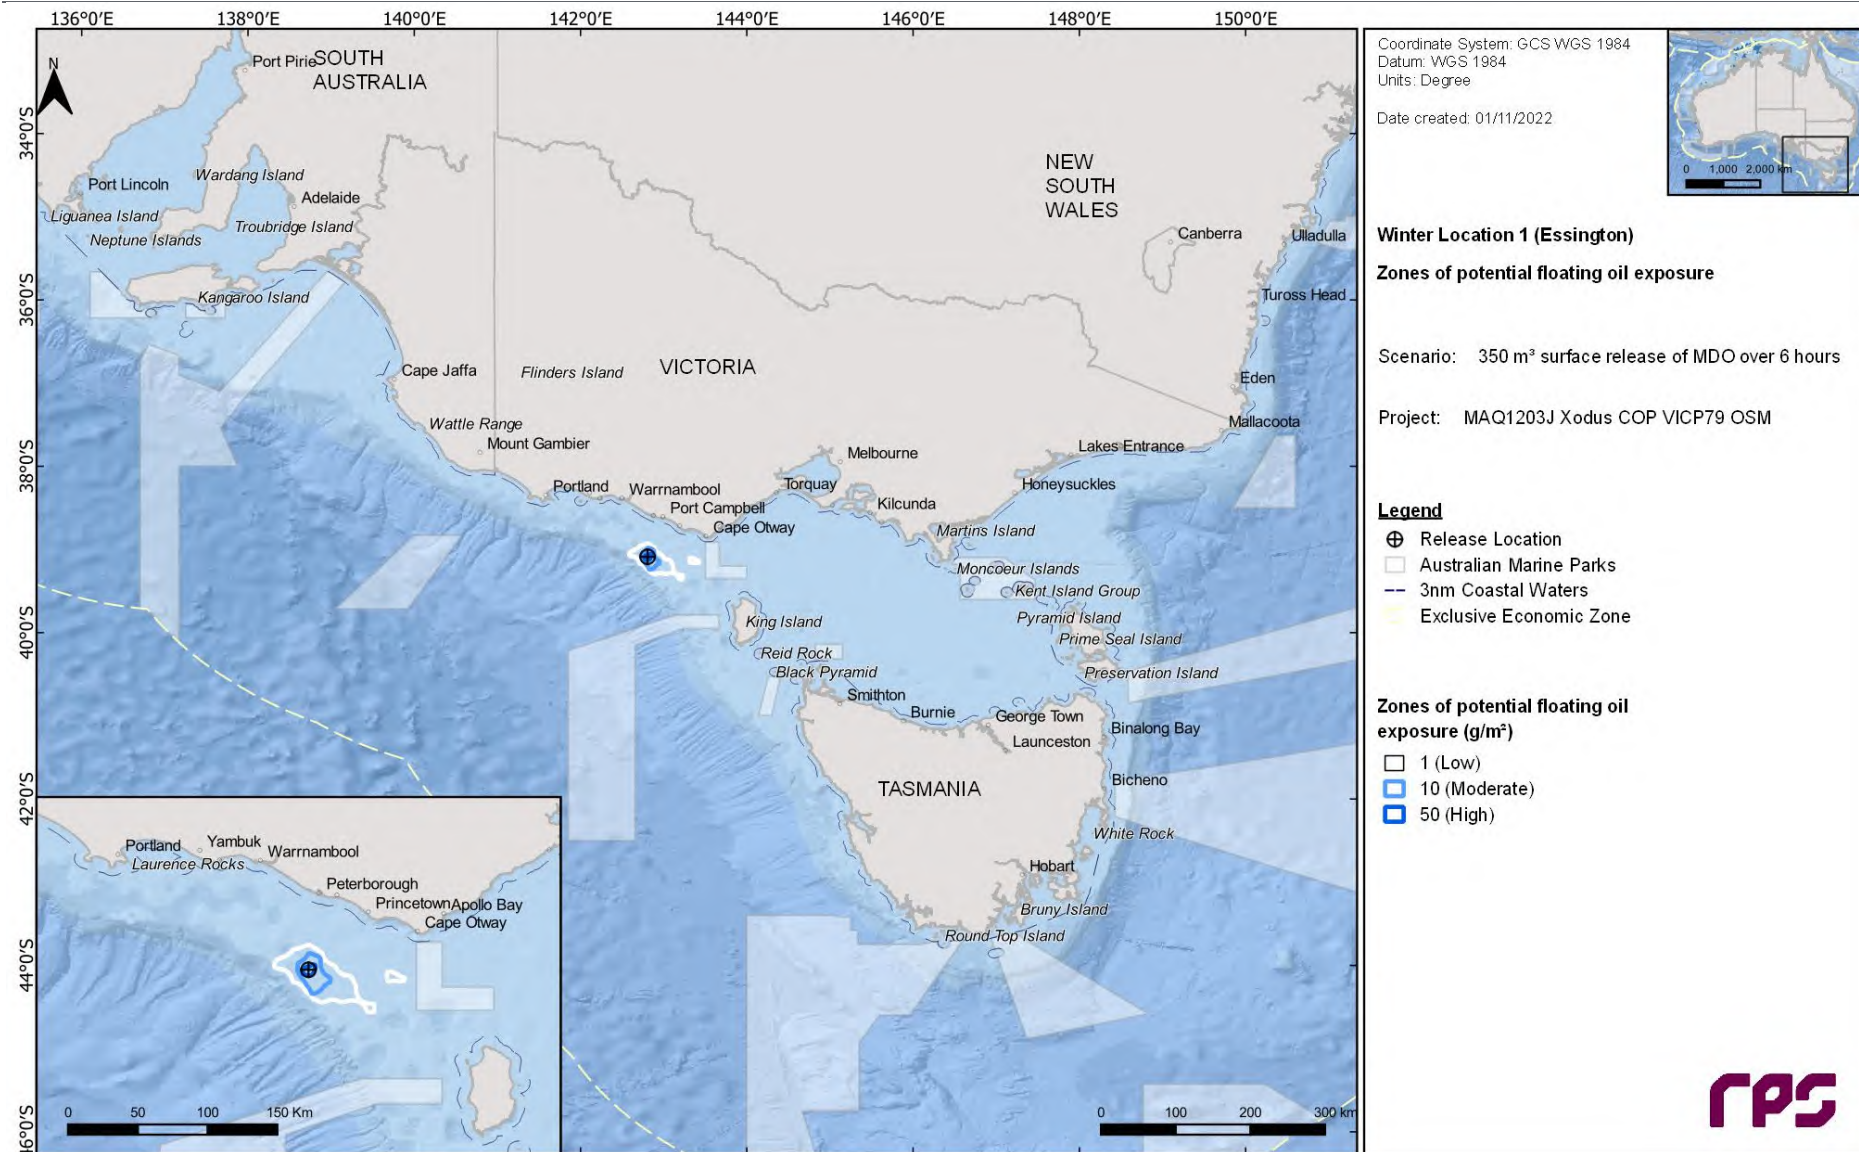 136°0'E
138°0'E
140°0'E
142°0'E
144°0'E
146°0'E
148°0'E
150°0'E
34°0'S
36°0'S
38°0'S
40°0'S
42°0'S
44°0'S
46°0'S
N
Port Pirie
SOUTH
AUSTRALIA
Port Lincoln
Wardang Island
Adelaide
Liguanea Island
Troubridge Island
Neptune Islands
Kangaroo Island
NEW
SOUTH
WALES
Canberra
Ulladulla
Tuross Head
Cape Jaffa
Flinders Island
VICTORIA
Eden
Wattle Range
Mount Gambier
Mallacoota
Lakes Entrance
Melbourne
Portland
Warrnambool
Torquay
Honeysuckles
Port Campbell
Kilcunda
Cape Otway
Martins Island
Moncoeur Islands
Kent Island Group
King Island
Pyramid Island
Prime Seal Island
Reid Rock
Black Pyramid
Preservation Island
Smithton
Burnie
George Town
Launceston
Binalong Bay
Bicheno
TASMANIA
White Rock
Hobart
Bruny Island
Round Top Island
0 100 200 300 km
Portland
Yambuk
Warrnambool
Laurence Rocks
Peterborough
Princetown
Apollo Bay
Cape Otway
0 50 100 150 Km
Coordinate System: GCS WGS 1984
Datum: WGS 1984
Units: Degree
Date created: 01/11/2022
0 1,000 2,000 km
Winter Location 1 (Essington)
Zones of potential floating oil exposure
Scenario: 350 m³ surface release of MDO over 6 hours
Project: MAQ1203J Xodus COP VICP79 OSM
Legend
Release Location
Australian Marine Parks
3nm Coastal Waters
Exclusive Economic Zone
Zones of potential floating oil
exposure (g/m²)
1 (Low)
10 (Moderate)
50 (High)
rps